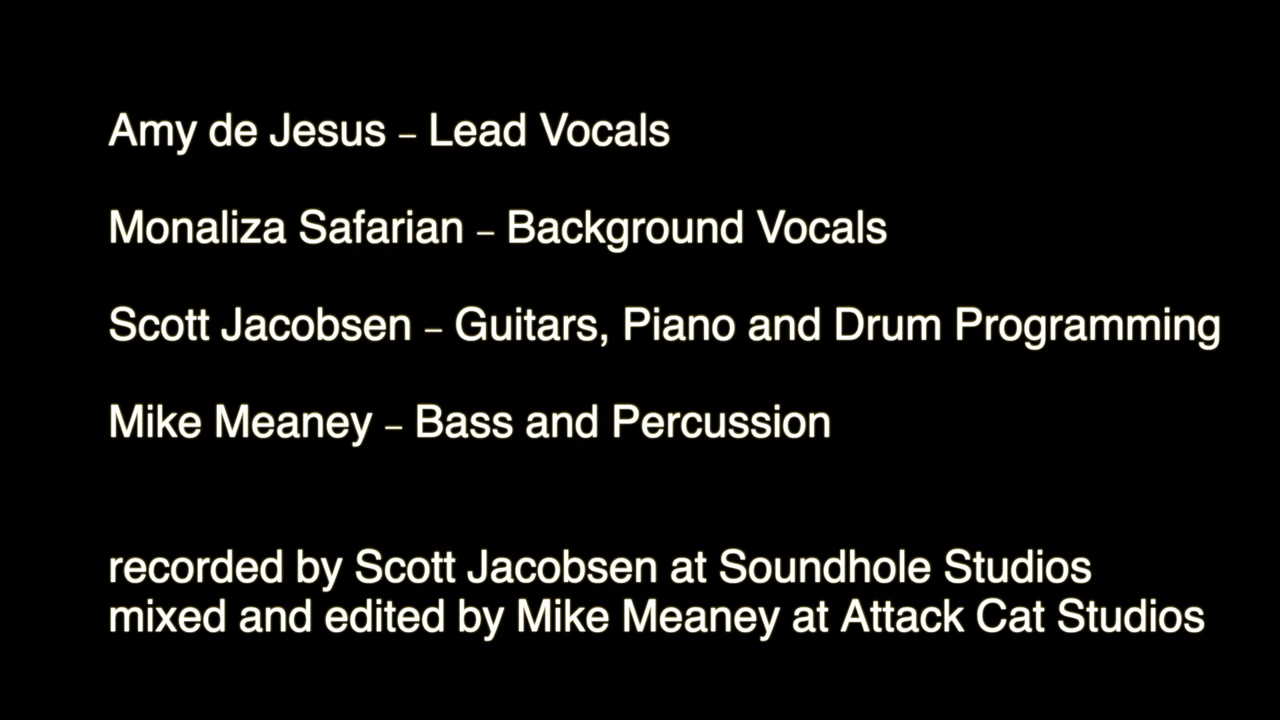 Amy de Jesus – Lead Vocals
Monaliza Safarian – Background Vocals
Scott Jacobsen – Guitars, Piano and Drum Programming
Mike Meaney – Bass and Percussion
recorded by Scott Jacobsen at Soundhole Studios
mixed and edited by Mike Meaney at Attack Cat Studios